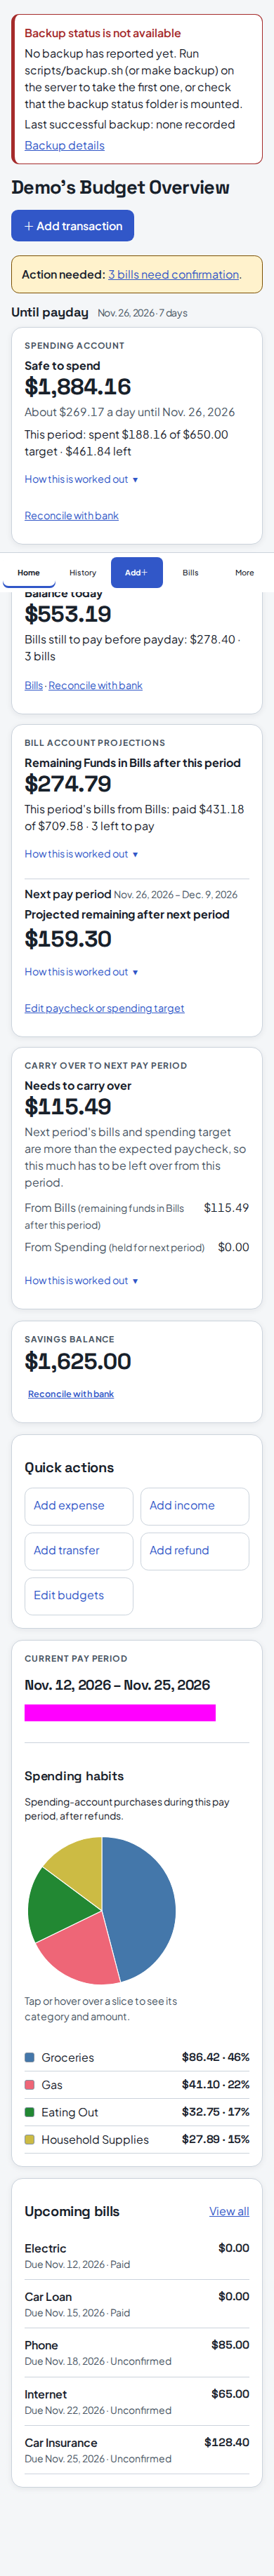 Backup status is not available
No backup has reported yet. Run
scripts/backup.sh (or make backup) on
the server to take the first one, or check
that the backup status folder is mounted.
Last successful backup: none recorded
Backup details
Demo's Budget Overview
+ Add transaction
Action needed: 3 bills need confirmation.
Until payday Nov. 26, 2026 · 7 days
SPENDING ACCOUNT
Safe to spend
$1,884.16
About $269.17 a day until Nov. 26, 2026
This period: spent $188.16 of $650.00
target · $461.84 left
How this is worked out ▾
Reconcile with bank
Home History Add+ Bills More
Balance today
$553.19
Bills still to pay before payday: $278.40 ·
3 bills
Bills · Reconcile with bank
BILL ACCOUNT PROJECTIONS
Remaining Funds in Bills after this period
$274.79
This period's bills from Bills: paid $431.18
of $709.58 · 3 left to pay
How this is worked out ▾
Next pay period Nov. 26, 2026 – Dec. 9, 2026
Projected remaining after next period
$159.30
How this is worked out ▾
Edit paycheck or spending target
CARRY OVER TO NEXT PAY PERIOD
Needs to carry over
$115.49
Next period's bills and spending target
are more than the expected paycheck, so
this much has to be left over from this
period.
From Bills (remaining funds in Bills $115.49
after this period)
From Spending (held for next period) $0.00
How this is worked out ▾
SAVINGS BALANCE
$1,625.00
Reconcile with bank
Quick actions
Add expense Add income
Add transfer Add refund
Edit budgets
CURRENT PAY PERIOD
Nov. 12, 2026 – Nov. 25, 2026
Spending habits
Spending-account purchases during this pay
period, after refunds.
Tap or hover over a slice to see its
category and amount.
Groceries $86.42 · 46%
Gas $41.10 · 22%
Eating Out $32.75 · 17%
Household Supplies $27.89 · 15%
Upcoming bills View all
Electric $0.00
Due Nov. 12, 2026 · Paid
Car Loan $0.00
Due Nov. 15, 2026 · Paid
Phone $85.00
Due Nov. 18, 2026 · Unconfirmed
Internet $65.00
Due Nov. 22, 2026 · Unconfirmed
Car Insurance $128.40
Due Nov. 25, 2026 · Unconfirmed